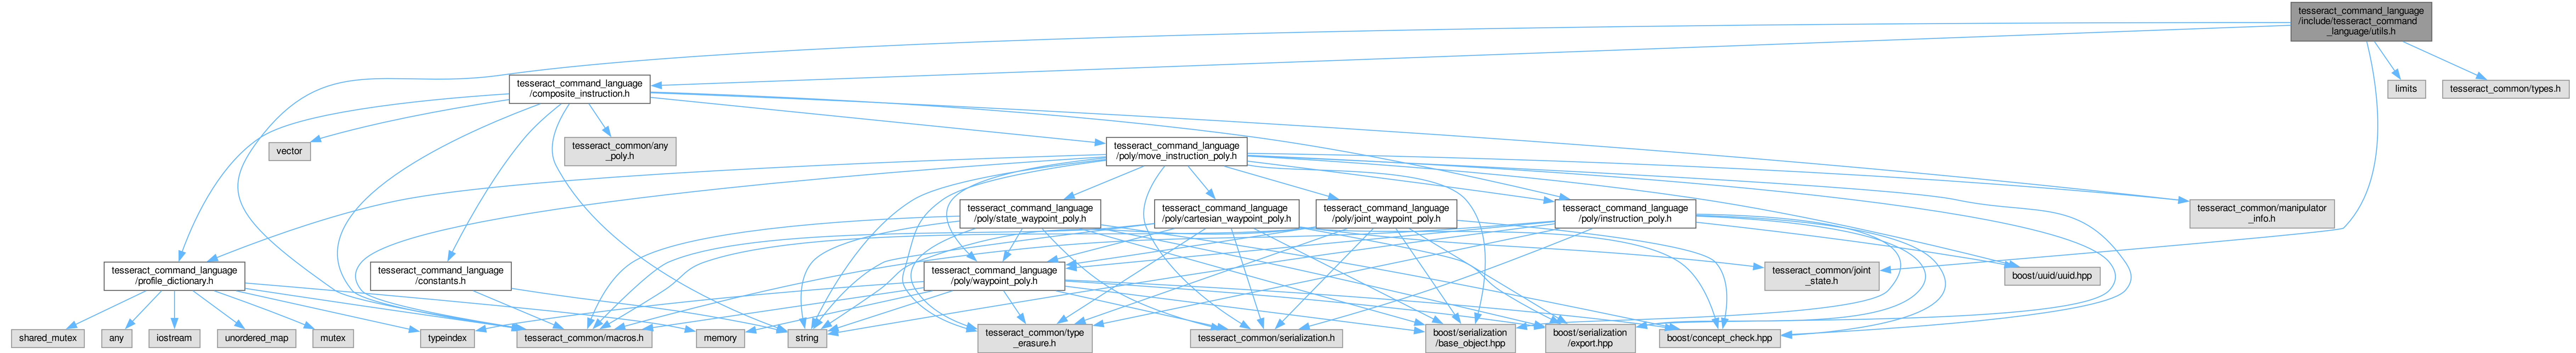 tesseract_command_language
/include/tesseract_command
_language/utils.h
tesseract_command_language
/composite_instruction.h
limits
tesseract_common/types.h
vector
tesseract_common/any
_poly.h
tesseract_command_language
/poly/move_instruction_poly.h
tesseract_command_language
/poly/state_waypoint_poly.h
tesseract_command_language
/poly/cartesian_waypoint_poly.h
tesseract_command_language
/poly/joint_waypoint_poly.h
tesseract_command_language
/poly/instruction_poly.h
tesseract_common/manipulator
_info.h
tesseract_command_language
/profile_dictionary.h
tesseract_command_language
/constants.h
tesseract_command_language
/poly/waypoint_poly.h
tesseract_common/joint
_state.h
boost/uuid/uuid.hpp
shared_mutex
any
iostream
unordered_map
mutex
typeindex
tesseract_common/macros.h
memory
string
tesseract_common/type
_erasure.h
tesseract_common/serialization.h
boost/serialization
/base_object.hpp
boost/serialization
/export.hpp
boost/concept_check.hpp